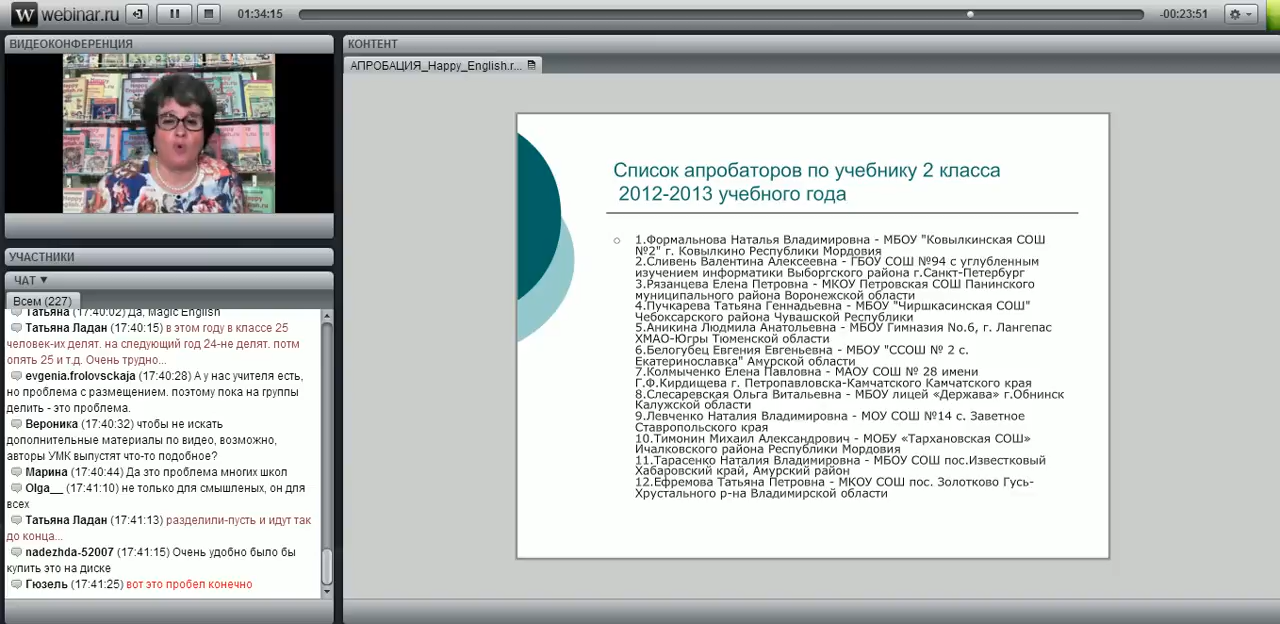 webinar.ru
01:34:15
-00:23:51
ВИДЕОКОНФЕРЕНЦИЯ
УЧАСТНИКИ
ЧАТ
Всем (227)
Татьяна (17:40:02) Да, Magic English
Татьяна Ладан (17:40:15) в этом году в классе 25
человек-их делят. на следующий год 24-не делят. потм
опять 25 и т.д. Очень трудно...
evgenia.frolovsckaja (17:40:28) А у нас учителя есть,
но проблема с размещением. поэтому пока на группы
делить - это проблема.
Вероника (17:40:32) чтобы не искать
дополнительные материалы по видео, возможно,
авторы УМК выпустят что-то подобное?
Марина (17:40:44) Да это проблема многих школ
Olga__ (17:41:10) не только для смышленых, он для
всех
Татьяна Ладан (17:41:13) разделили-пусть и идут так
до конца...
nadezhda-52007 (17:41:15) Очень удобно было бы
купить это на диске
Гюзель (17:41:25) вот это пробел конечно
КОНТЕНТ
АПРОБАЦИЯ_Happy_English.r...
Список апробаторов по учебнику 2 класса
2012-2013 учебного года
1.Формальнова Наталья Владимировна - МБОУ "Ковылкинская СОШ
№2" г. Ковылкино Республики Мордовия
2.Сливень Валентина Алексеевна - ГБОУ СОШ №94 с углубленным
изучением информатики Выборгского района г.Санкт-Петербург
3.Рязанцева Елена Петровна - МКОУ Петровская СОШ Панинского
муниципального района Воронежской области
4.Пучкарева Татьяна Геннадьевна - МБОУ "Чиршкасинская СОШ"
Чебоксарского района Чувашской Республики
5.Аникина Людмила Анатольевна - МБОУ Гимназия No.6, г. Лангепас
ХМАО-Югры Тюменской области
6.Белогубец Евгения Евгеньевна - МБОУ "ССОШ № 2 с.
Екатеринославка" Амурской области
7.Колмыченко Елена Павловна - МАОУ СОШ № 28 имени
Г.Ф.Кирдищева г. Петропавловска-Камчатского Камчатского края
8.Слесаревская Ольга Витальевна - МБОУ лицей «Держава» г.Обнинск
Калужской области
9.Левченко Наталия Владимировна - МОУ СОШ №14 с. Заветное
Ставропольского края
10.Тимонин Михаил Александрович - МОБУ «Тархановская СОШ»
Ичалковского района Республики Мордовия
11.Тарасенко Наталия Владимировна - МБОУ СОШ пос.Известковый
Хабаровский край, Амурский район
12.Ефремова Татьяна Петровна - МКОУ СОШ пос. Золотково Гусь-
Хрустального р-на Владимирской области